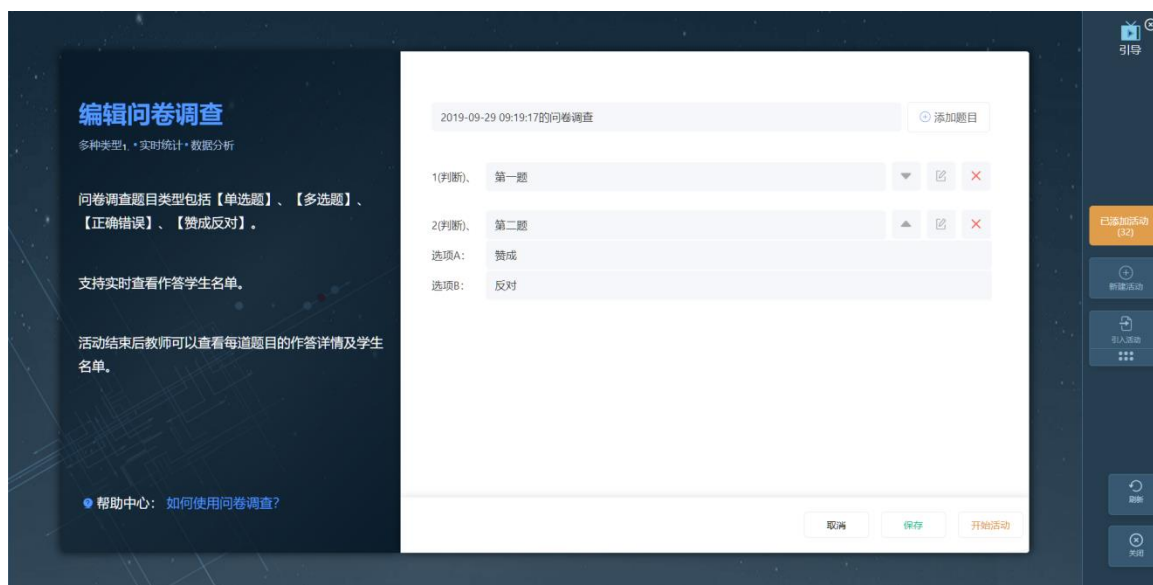 编辑问卷调查
多种类型、•实时统计•数据分析
问卷调查题目类型包括【单选题】、【多选题】、
【正确错误】、【赞成反对】。
支持实时查看作答学生名单。
活动结束后教师可以查看每道题目的作答详情及学生
名单。
帮助中心： 如何使用问卷调查？
2019-09-29 09:19:17的问卷调查
添加题目
1(判断)、 第一题
2(判断)、 第二题
选项A： 赞成
选项B： 反对
取消 保存 开始活动
引导
已添加活动
(32)
新建活动
引入活动
刷新
关闭